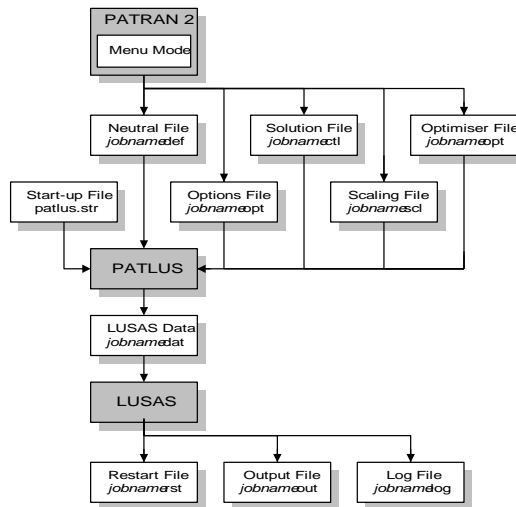 PATRAN 2
Menu Mode
Neutral File
jobnamedef
Solution File
jobnamectl
Optimiser File
jobnameopt
Start-up File
patlus.str
Options File
jobnameopt
Scaling File
jobnamescl
PATLUS
LUSAS Data
jobnamedat
LUSAS
Restart File
jobnamerst
Output File
jobnameout
Log File
jobnamelog